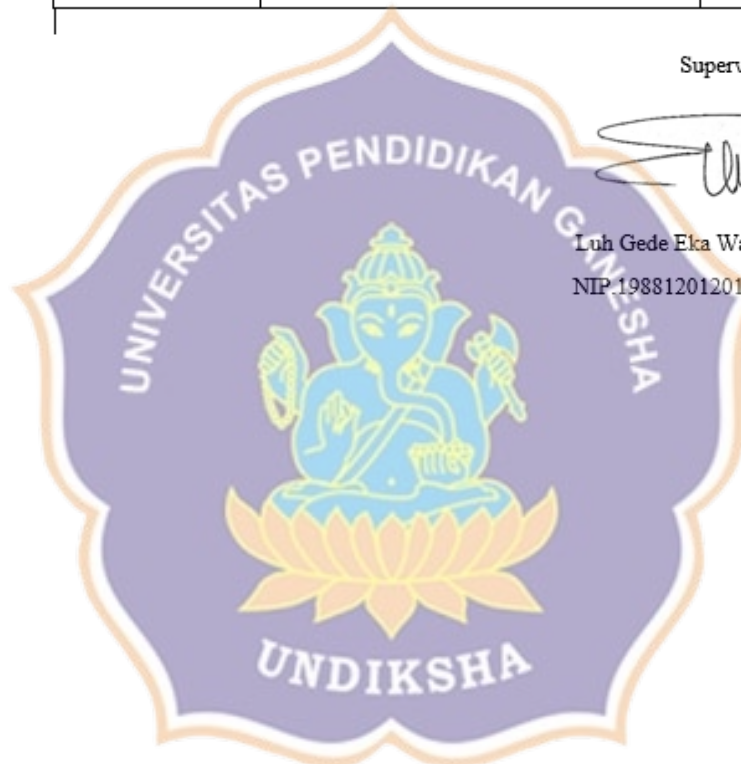 Superv
UNIVERSITAS PENDIDIKAN GANESHA
Luh Gede Eka Wa
NIP.19881201201
UNDIKSHA